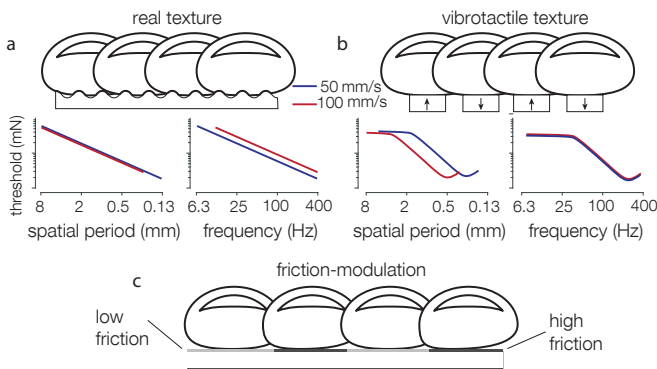 real texture
vibrotactile texture
a
b
50 mm/s
100 mm/s
threshold (mN)
8 2 0.5 0.13
spatial period (mm)
6.3 25 100 400
frequency (Hz)
8 2 0.5 0.13
spatial period (mm)
6.3 25 100 400
frequency (Hz)
c
friction-modulation
low
friction
high
friction